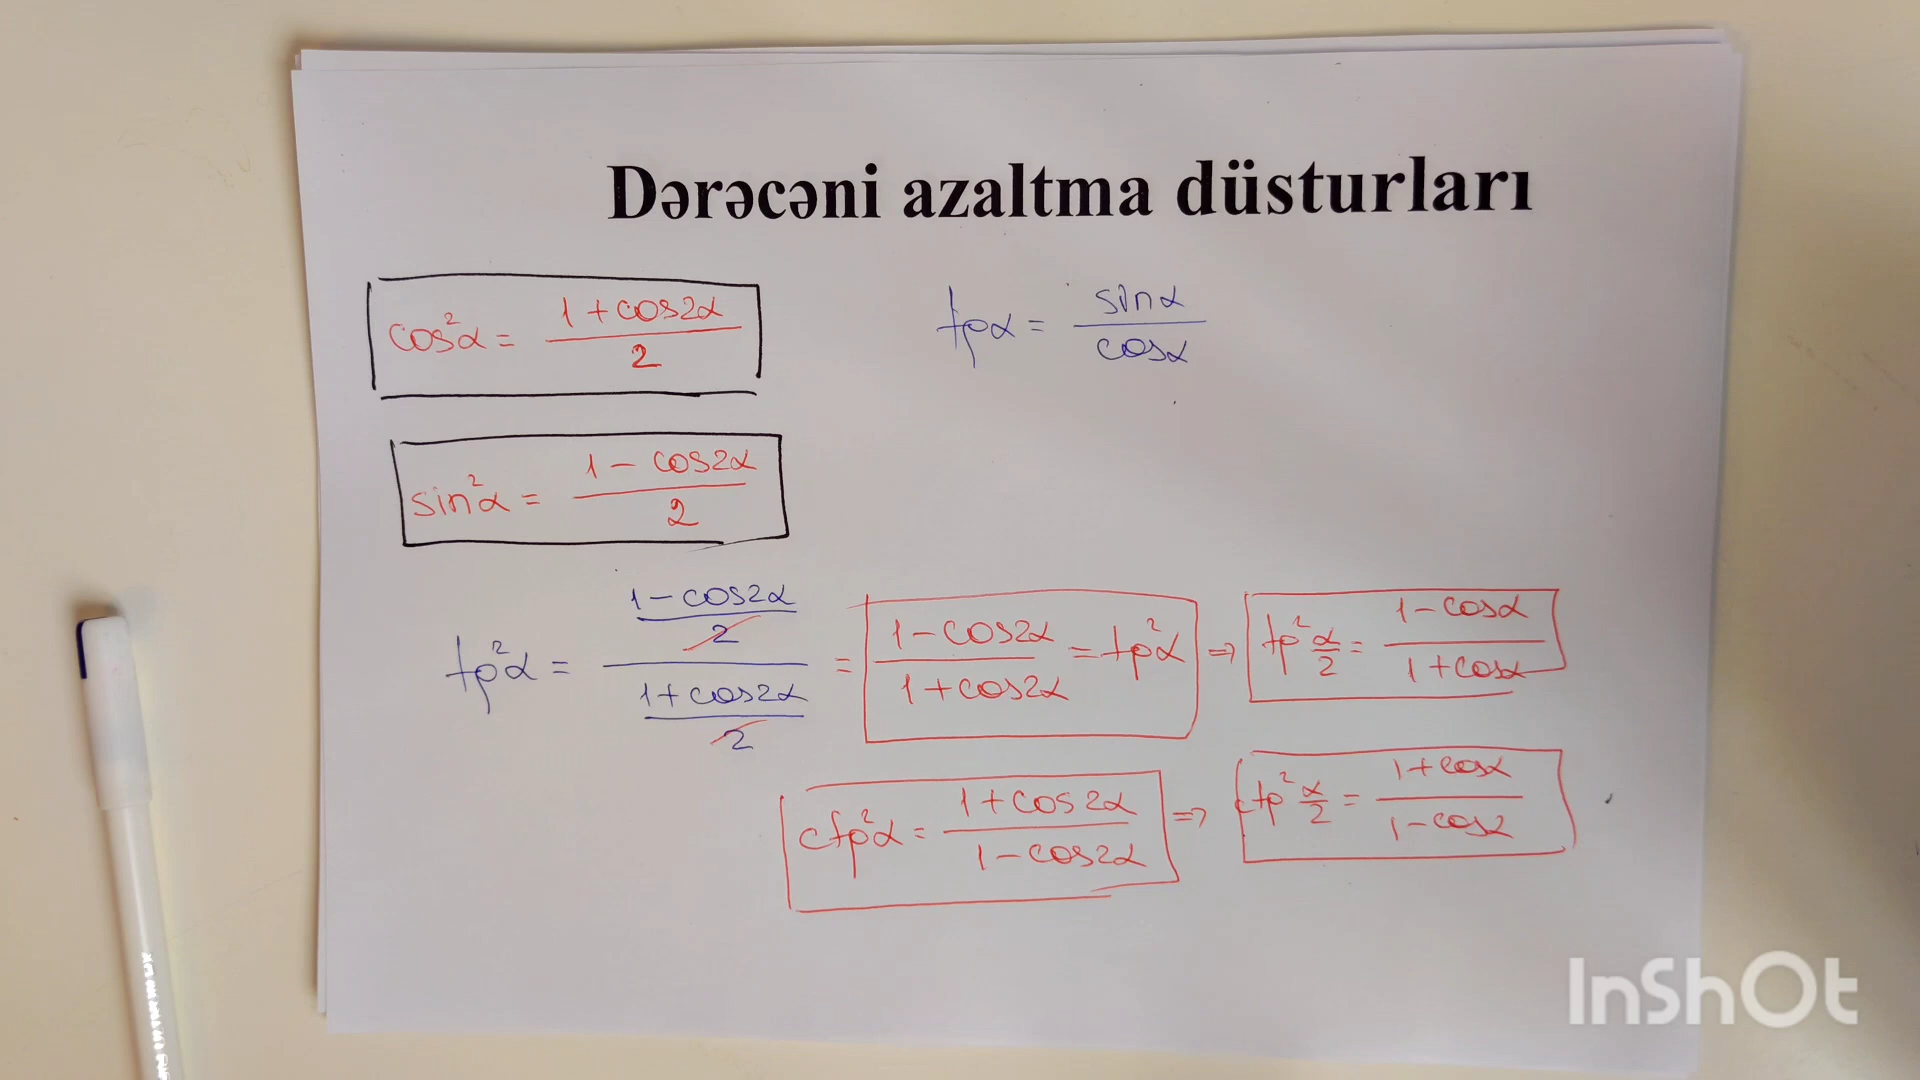 Dərəcəni azaltma düsturları
cos²α = (1+cos2α)/2
tgα = sinα/cosα
sin²α = (1-cos2α)/2
tg²α = ((1-cos2α)/2)/((1+cos2α)/2) = (1-cos2α)/(1+cos2α) = tg²α ⇒ tg²α/2 = (1-cosα)/(1+cosα)
ctg²α = (1+cos2α)/(1-cos2α) ⇒ ctg²α/2 = (1+cosα)/(1-cosα)
InShOt